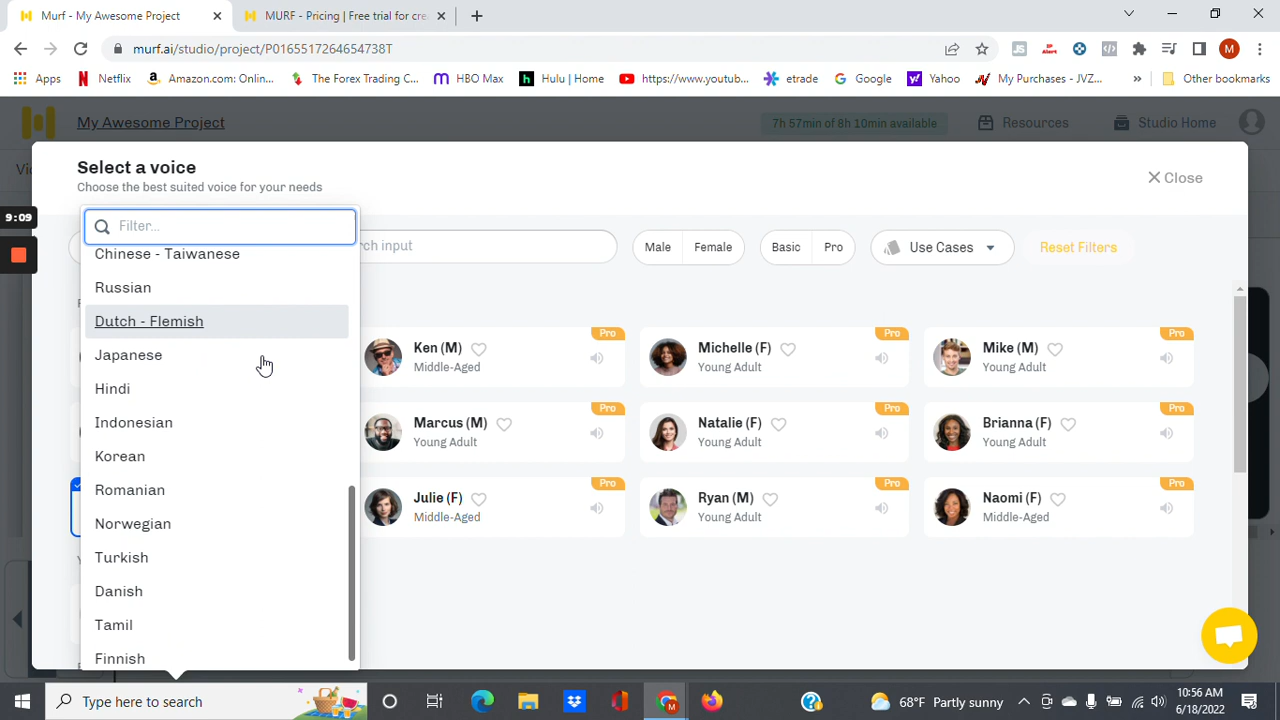 Murf - My Awesome Project
MURF - Pricing | Free trial for cre
murf.ai/studio/project/P0165517264654738T
JS
M
Apps
Netflix
Amazon.com: Onlin...
The Forex Trading C...
HBO Max
Hulu | Home
https://www.youtub...
etrade
Google
Yahoo
My Purchases - JVZ...
»
Other bookmarks
My Awesome Project
7h 57min of 8h 10min available
Resources
Studio Home
Select a voice
Choose the best suited voice for your needs
Close
9:09
Filter...
ch input
Male
Female
Basic
Pro
Use Cases
Reset Filters
Chinese - Taiwanese
Russian
Dutch - Flemish
Japanese
Hindi
Indonesian
Korean
Romanian
Norwegian
Turkish
Danish
Tamil
Finnish
Pro
Ken (M)
Middle-Aged
Pro
Michelle (F)
Young Adult
Pro
Mike (M)
Young Adult
Pro
Marcus (M)
Young Adult
Pro
Natalie (F)
Young Adult
Pro
Brianna (F)
Young Adult
Pro
Julie (F)
Middle-Aged
Pro
Ryan (M)
Young Adult
Pro
Naomi (F)
Middle-Aged
Type here to search
68°F Partly sunny
10:56 AM
6/18/2022